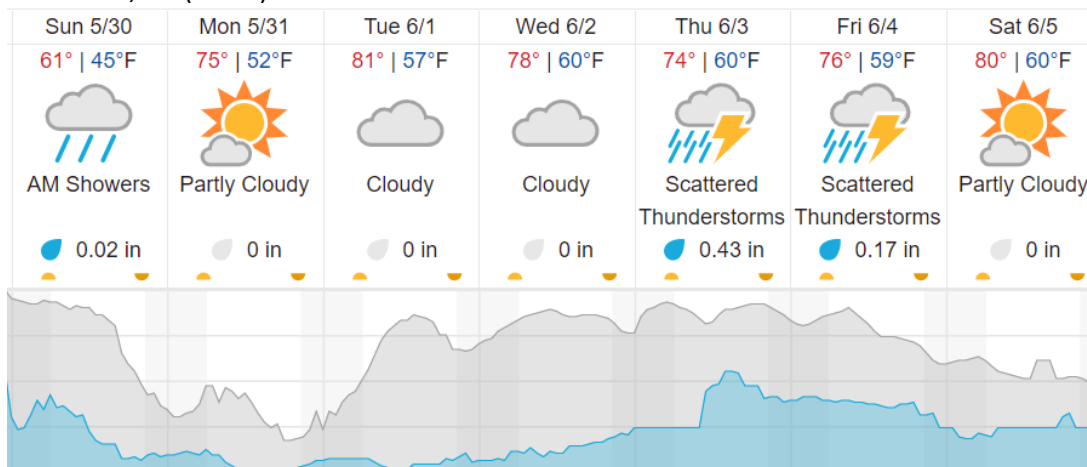 Sun 5/30 Mon 5/31 Tue 6/1 Wed 6/2 Thu 6/3 Fri 6/4 Sat 6/5
61° | 45°F 75° | 52°F 81° | 57°F 78° | 60°F 74° | 60°F 76° | 59°F 80° | 60°F
AM Showers Partly Cloudy Cloudy Cloudy Scattered Scattered Partly Cloudy
Thunderstorms Thunderstorms
0.02 in 0 in 0 in 0 in 0.43 in 0.17 in 0 in